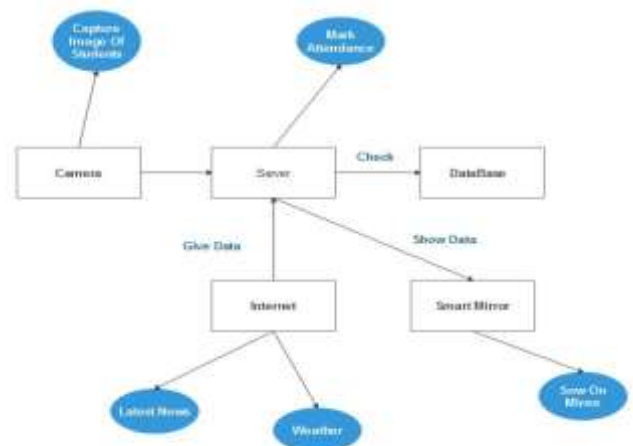 Capture
Image Of
Students
Mark
Attendance
Camera
Sever
Check
DataBase
Give Data
Show Data
Internet
Smart Mirror
Latest News
Weather
Sow On